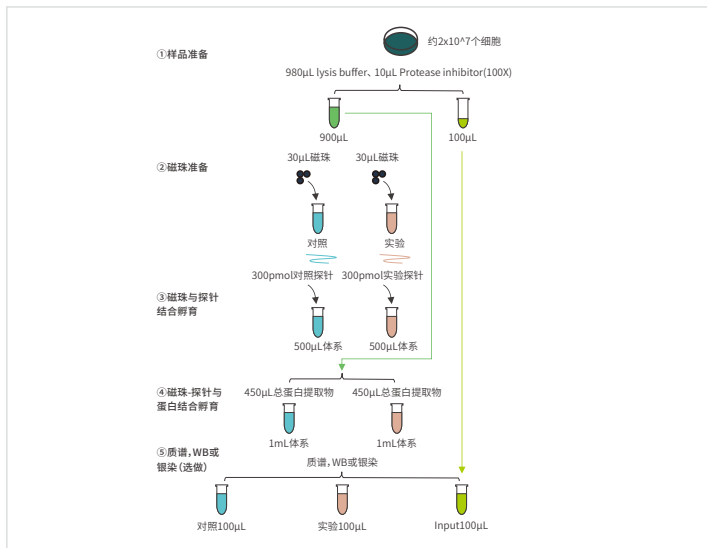 约2x10^7个细胞
①样品准备
980μL lysis buffer、10μL Protease inhibitor(100X)
900μL
100μL
②磁珠准备
30μL磁珠
30μL磁珠
对照
实验
300pmol对照探针
300pmol实验探针
③磁珠与探针
结合孵育
500μL体系
500μL体系
④磁珠-探针与
蛋白结合孵育
450μL总蛋白提取物
450μL总蛋白提取物
1mL体系
1mL体系
⑤质谱,WB或
银染(选做)
质谱,WB或银染
对照100μL
实验100μL
Input100μL